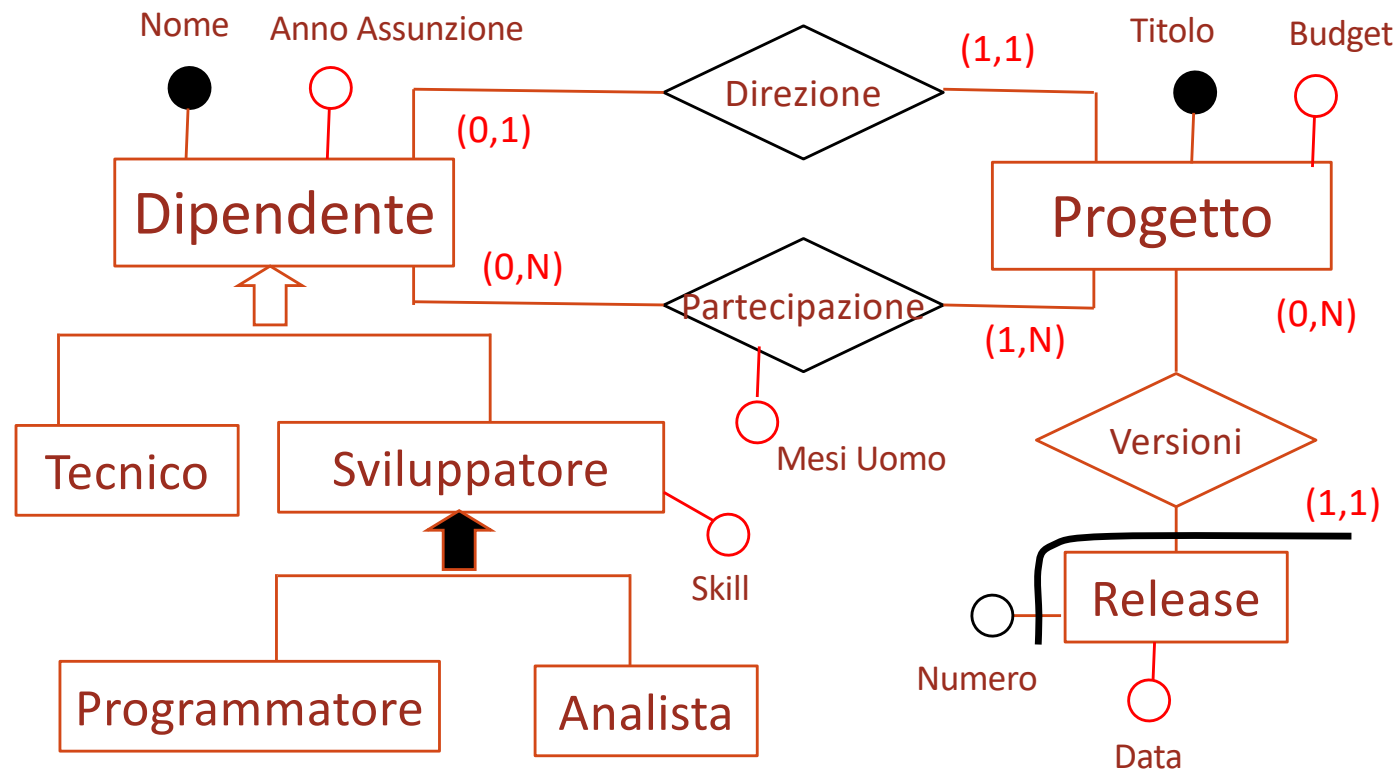 Nome
Anno Assunzione
Titolo
Budget
(1,1)
Direzione
(0,1)
Dipendente
Progetto
(0,N)
Partecipazione
(1,N)
(0,N)
Tecnico
Sviluppatore
Mesi Uomo
Versioni
(1,1)
Skill
Release
Numero
Programmatore
Analista
Data